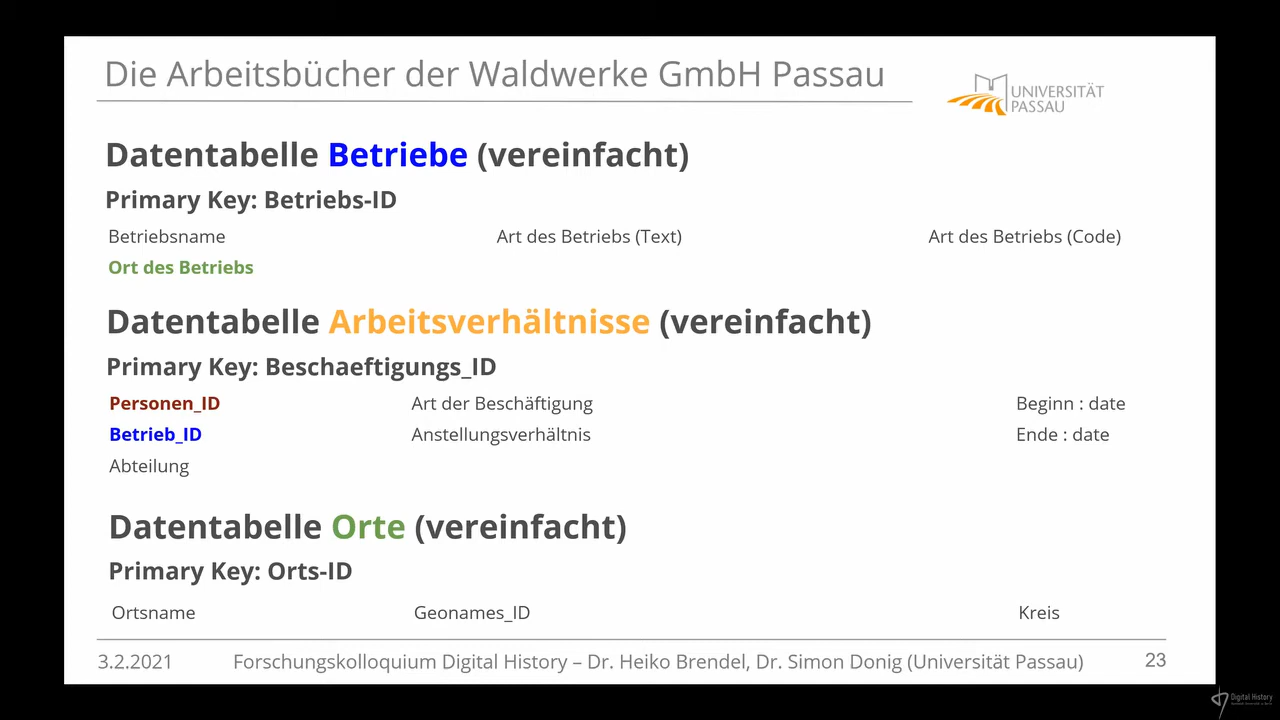 Die Arbeitsbücher der Waldwerke GmbH Passau
UNIVERSITÄT
PASSAU
Datentabelle Betriebe (vereinfacht)
Primary Key: Betriebs-ID
Betriebsname Art des Betriebs (Text) Art des Betriebs (Code)
Ort des Betriebs
Datentabelle Arbeitsverhältnisse (vereinfacht)
Primary Key: Beschaeftigungs_ID
Personen_ID Art der Beschäftigung Beginn : date
Betrieb_ID Anstellungsverhältnis Ende : date
Abteilung
Datentabelle Orte (vereinfacht)
Primary Key: Orts-ID
Ortsname Geonames_ID Kreis
3.2.2021 Forschungskolloquium Digital History – Dr. Heiko Brendel, Dr. Simon Donig (Universität Passau) 23
Digital History